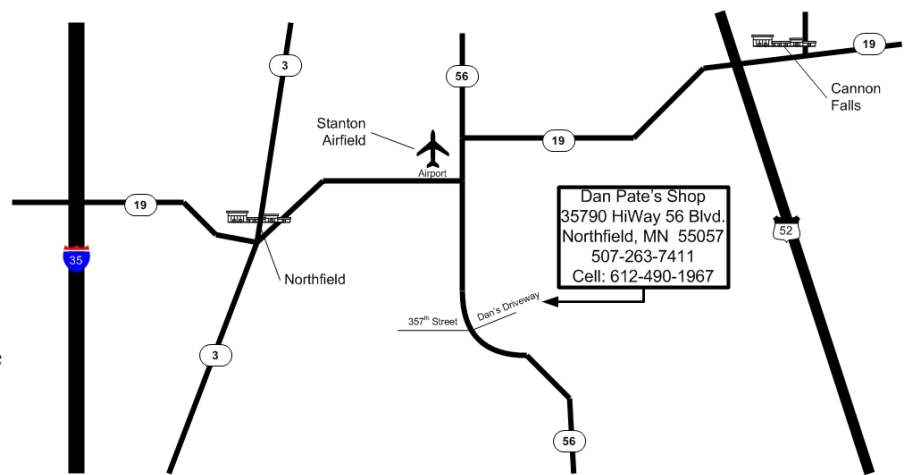 3
56
19
Cannon
Falls
Stanton
Airfield
19
Airport
19
Dan Pate's Shop
35790 HiWay 56 Blvd.
Northfield, MN 55057
507-263-7411
Cell: 612-490-1967
52
35
Northfield
Dan's Driveway
357th Street
3
56